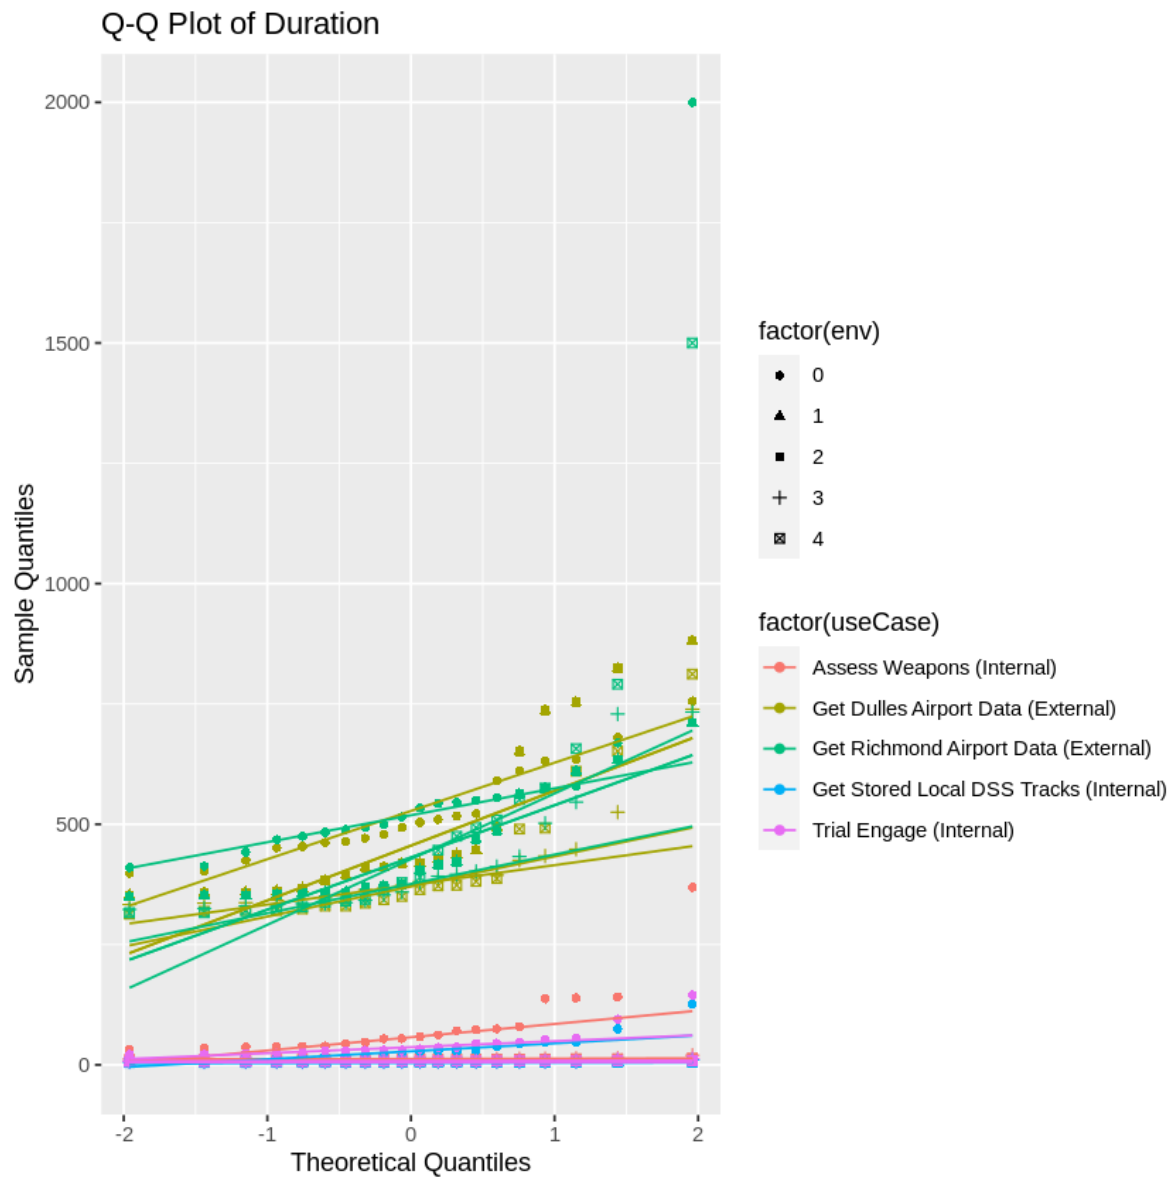 Q-Q Plot of Duration
2000
1500
1000
500
0
Sample Quantiles
-2
-1
0
1
2
Theoretical Quantiles
factor(env)
0
1
2
3
4
factor(useCase)
Assess Weapons (Internal)
Get Dulles Airport Data (External)
Get Richmond Airport Data (External)
Get Stored Local DSS Tracks (Internal)
Trial Engage (Internal)